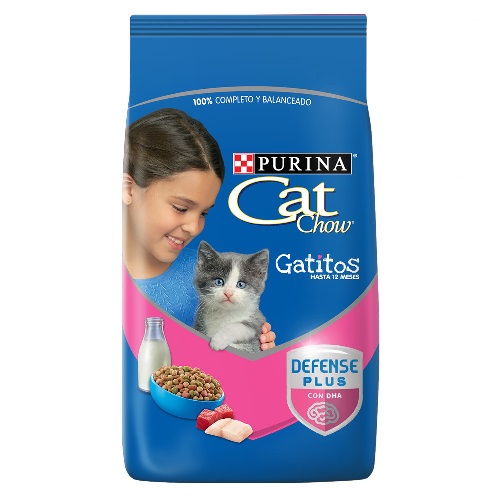 100% COMPLETO Y BALANCEADO
PURINA®
Cat
Chow®
Gatitos
HASTA 12 MESES
DEFENSE
PLUS
CON DHA